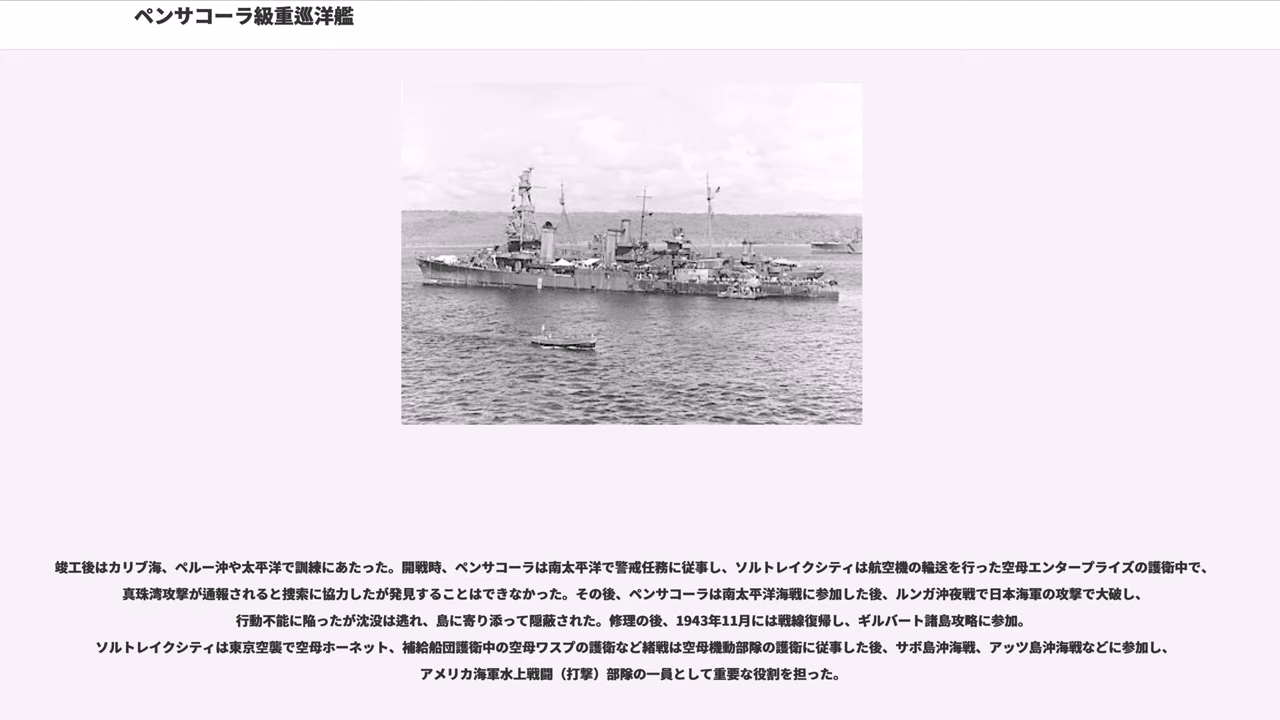 ペンサコーラ級重巡洋艦
竣工後はカリブ海、ペルー沖や太平洋で訓練にあたった。開戦時、ペンサコーラは南太平洋で警戒任務に従事し、ソルトレイクシティは航空機の輸送を行った空母エンタープライズの護衛中で、
真珠湾攻撃が通報されると捜索に協力したが発見することはできなかった。その後、ペンサコーラは南太平洋海戦に参加した後、ルンガ沖夜戦で日本海軍の攻撃で大破し、
行動不能に陥ったが沈没は逃れ、島に寄り添って隠蔽された。修理の後、1943年11月には戦線復帰し、ギルバート諸島攻略に参加。
ソルトレイクシティは東京空襲で空母ホーネット、補給船団護衛中の空母ワスプの護衛など緒戦は空母機動部隊の護衛に従事した後、サボ島沖海戦、アッツ島沖海戦などに参加し、
アメリカ海軍水上戦闘（打撃）部隊の一員として重要な役割を担った。